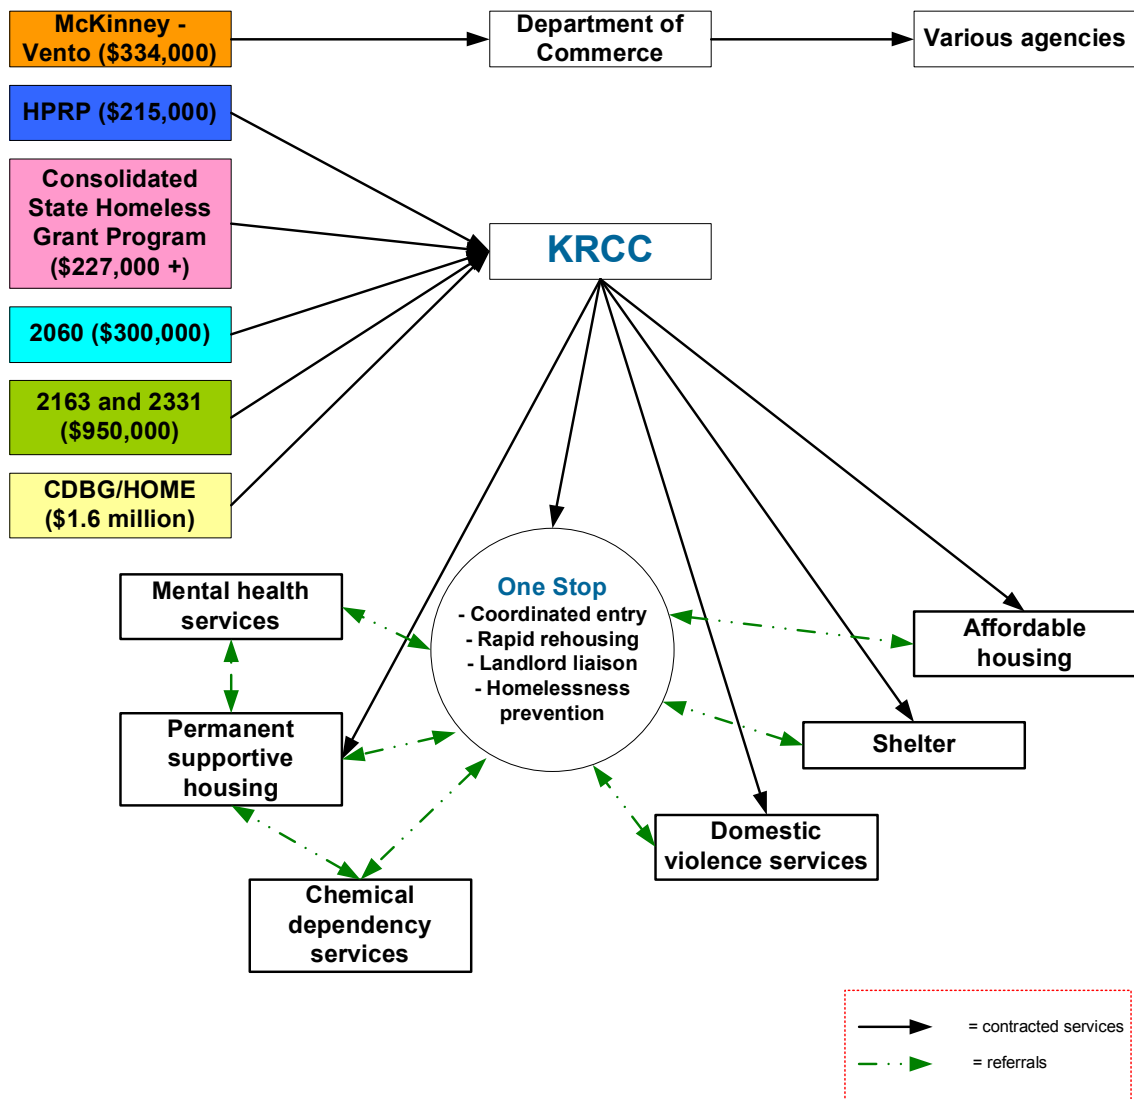 McKinney -
Vento ($334,000)
Department of
Commerce
Various agencies
HPRP ($215,000)
Consolidated
State Homeless
Grant Program
($227,000 +)
KRCC
2060 ($300,000)
2163 and 2331
($950,000)
CDBG/HOME
($1.6 million)
One Stop
- Coordinated entry
- Rapid rehousing
- Landlord liaison
- Homelessness
prevention
Mental health
services
Affordable
housing
Permanent
supportive
housing
Shelter
Domestic
violence services
Chemical
dependency
services
= contracted services
= referrals